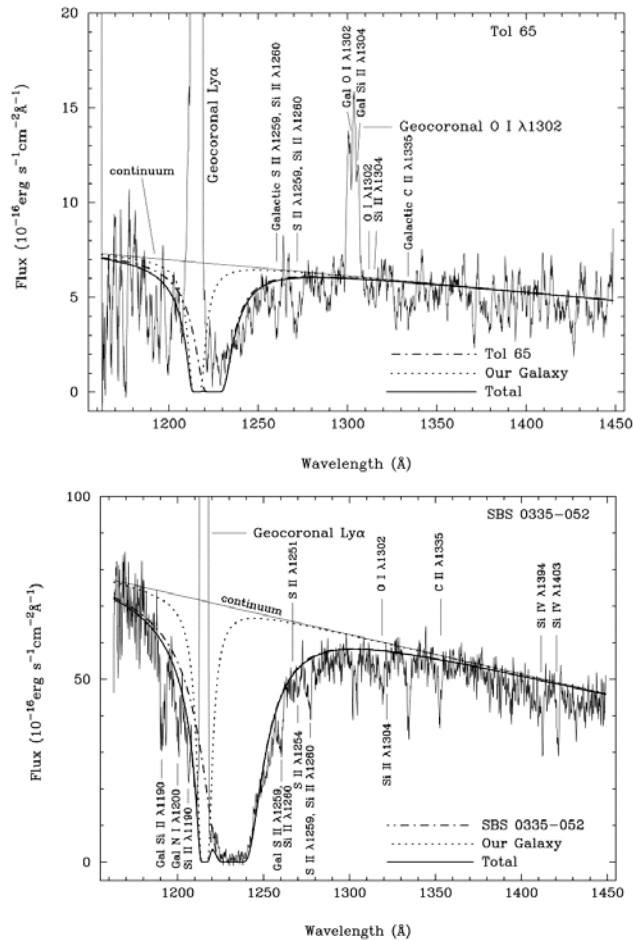 Tol 65
20
15
10
5
0
Flux (10⁻¹⁶erg s⁻¹cm⁻²Å⁻¹)
continuum
Geocoronal Lyα
Galactic S II λ1259, Si II λ1260
S II λ1259, Si II λ1260
Gal O I λ1302
Gal Si II λ1304
Geocoronal O I λ1302
O I λ1302
Si II λ1304
Galactic C II λ1335
Tol 65
Our Galaxy
Total
1200 1250 1300 1350 1400 1450
Wavelength (Å)
SBS 0335-052
100
50
0
Flux (10⁻¹⁶erg s⁻¹cm⁻²Å⁻¹)
Geocoronal Lyα
continuum
S II λ1251
O I λ1302
C II λ1335
Si IV λ1394
Si IV λ1403
Gal Si II λ1190
Gal N I λ1200
Si II λ1190
Gal S II λ1259,
Si II λ1260
S II λ1254
S II λ1259, Si II λ1260
Si II λ1304
SBS 0335-052
Our Galaxy
Total
1200 1250 1300 1350 1400 1450
Wavelength (Å)